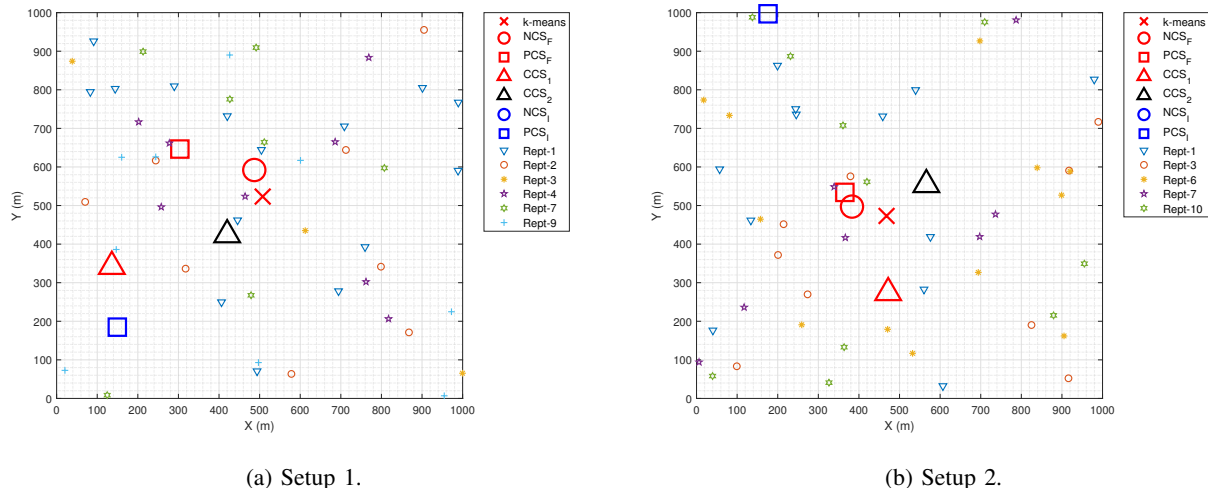 1000
900
800
700
600
500
400
300
200
100
0
Y (m)
0 100 200 300 400 500 600 700 800 900 1000
X (m)
k-means
NCS_F
PCS_F
CCS_1
CCS_2
NCS_I
PCS_I
Rept-1
Rept-2
Rept-3
Rept-4
Rept-7
Rept-9
(a) Setup 1.
1000
900
800
700
600
500
400
300
200
100
0
Y (m)
0 100 200 300 400 500 600 700 800 900 1000
X (m)
k-means
NCS_F
PCS_F
CCS_1
CCS_2
NCS_I
PCS_I
Rept-1
Rept-3
Rept-6
Rept-7
Rept-10
(b) Setup 2.